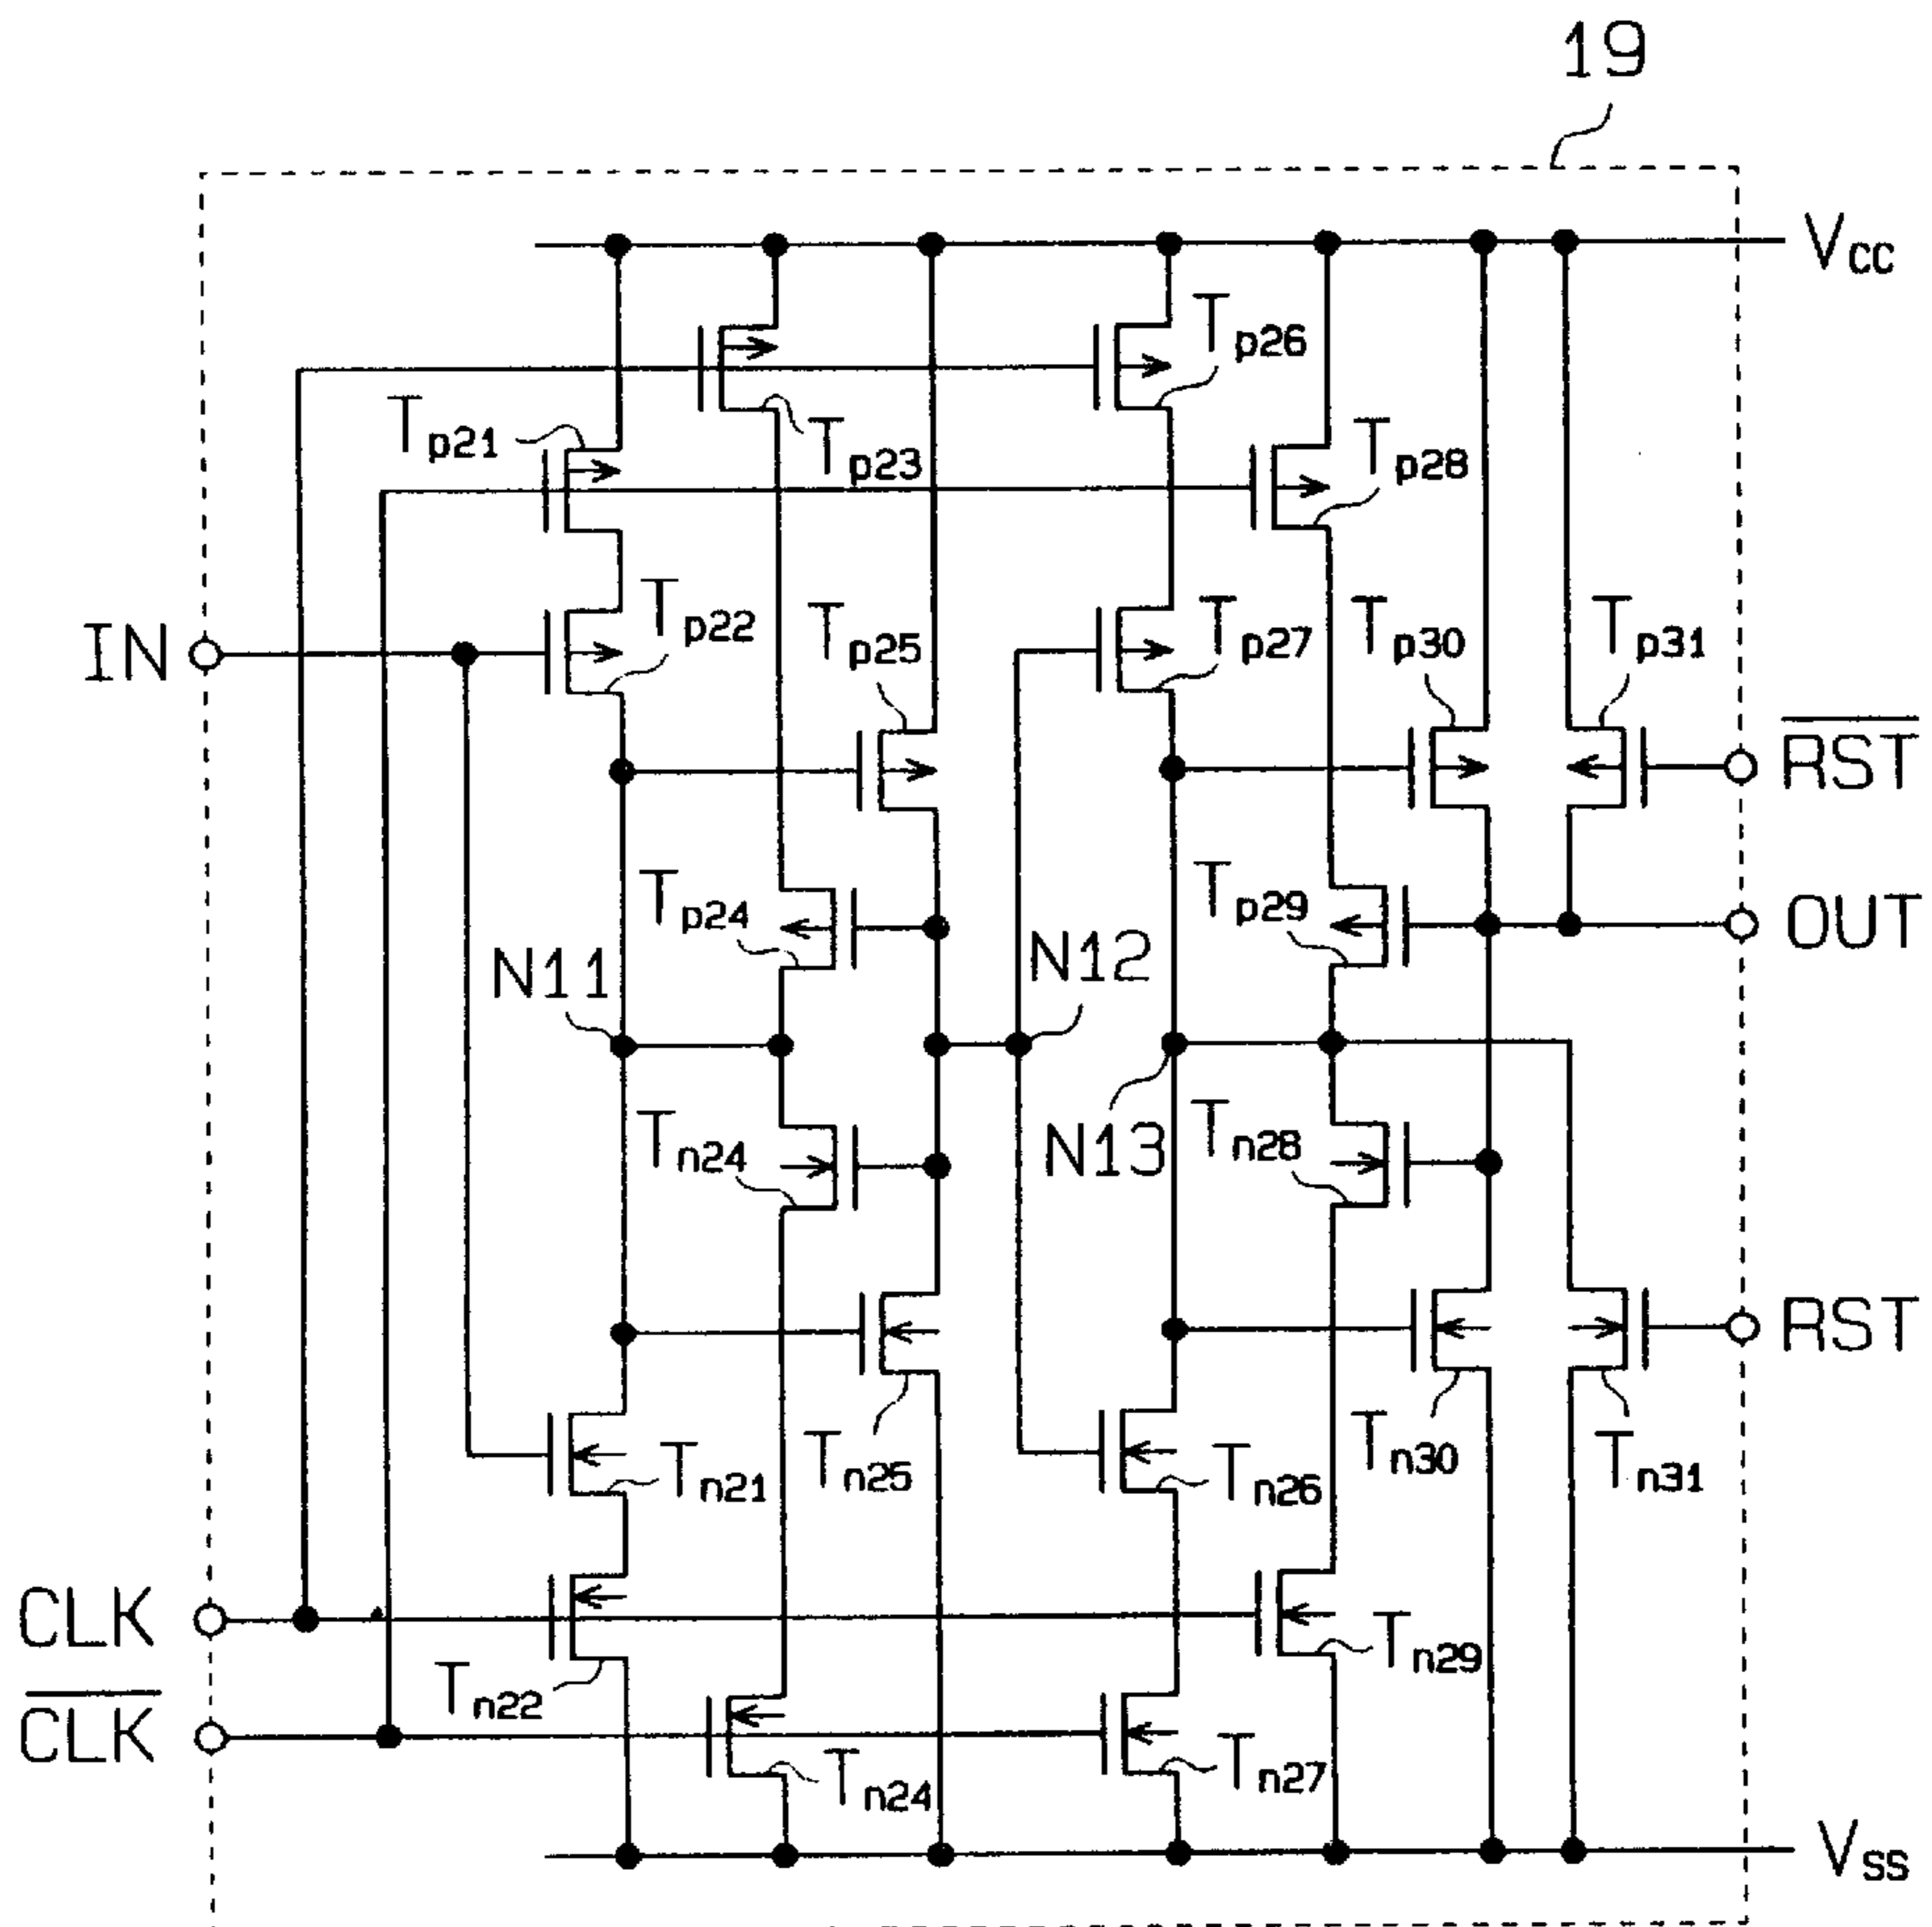 19
VCC
Tp26
Tp21
Tp23
Tp28
Tp22
Tp25
Tp27
Tp30
Tp31
IN
RST
Tp24
Tp29
OUT
N11
N12
Tn24
N13
Tn28
RST
Tn21
Tn25
Tn26
Tn30
Tn31
CLK
Tn22
Tn29
CLK
Tn24
Tn27
VSS